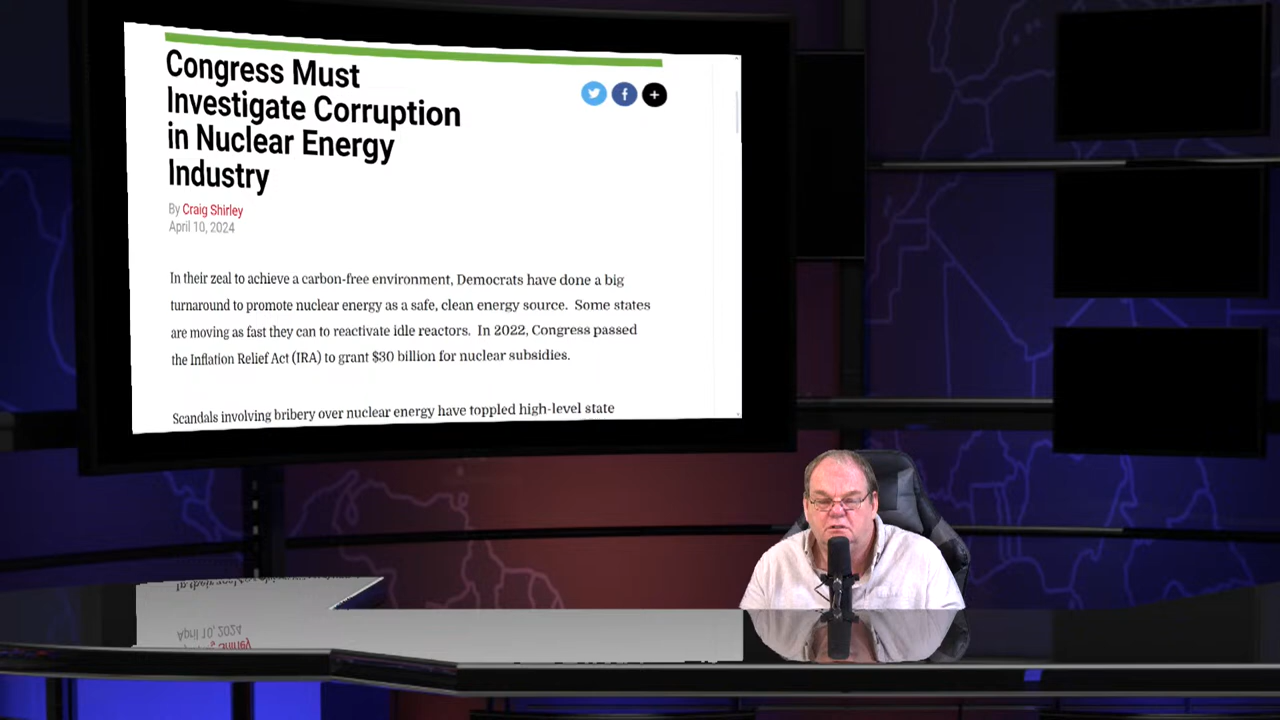 Congress Must
Investigate Corruption
in Nuclear Energy
Industry
By Craig Shirley
April 10, 2024
In their zeal to achieve a carbon-free environment, Democrats have done a big
turnaround to promote nuclear energy as a safe, clean energy source. Some states
are moving as fast they can to reactivate idle reactors. In 2022, Congress passed
the Inflation Relief Act (IRA) to grant $30 billion for nuclear subsidies.
Scandals involving bribery over nuclear energy have toppled high-level state
April 10, 2024